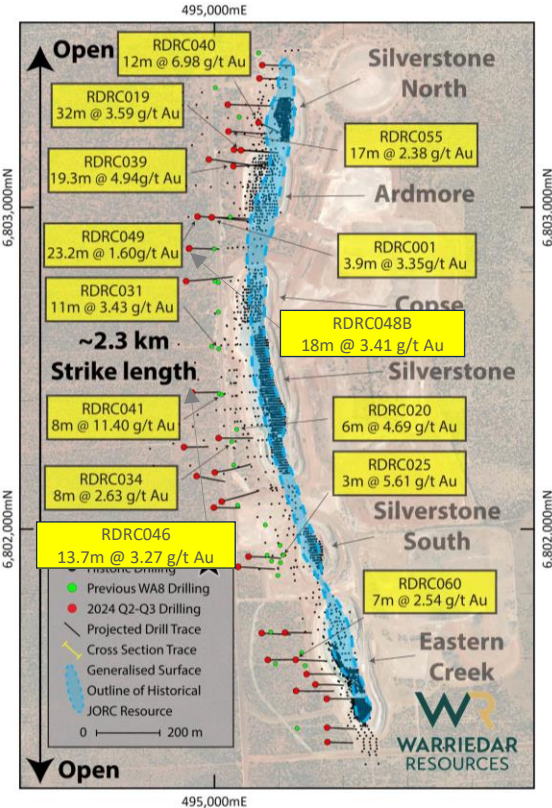 495,000mE
Open
RDRC040
12m @ 6.98 g/t Au
Silverstone
North
RDRC019
32m @ 3.59 g/t Au
RDRC055
17m @ 2.38 g/t Au
RDRC039
19.3m @ 4.94g/t Au
Ardmore
6,803,000mN
6,803,000mN
RDRC049
23.2m @ 1.60g/t Au
RDRC001
3.9m @ 3.35g/t Au
RDRC031
11m @ 3.43 g/t Au
Copse
RDRC048B
18m @ 3.41 g/t Au
~2.3 km
Strike length
Silverstone
RDRC041
8m @ 11.40 g/t Au
RDRC020
6m @ 4.69 g/t Au
RDRC034
8m @ 2.63 g/t Au
RDRC025
3m @ 5.61 g/t Au
6,802,000mN
6,802,000mN
Silverstone
South
RDRC046
13.7m @ 3.27 g/t Au
Historic Drilling
Previous WA8 Drilling
2024 Q2-Q3 Drilling
Projected Drill Trace
Cross Section Trace
Generalised Surface
Outline of Historical
JORC Resource
0 200 m
RDRC060
7m @ 2.54 g/t Au
Eastern
Creek
WR
WARRIEDAR
RESOURCES
Open
495,000mE